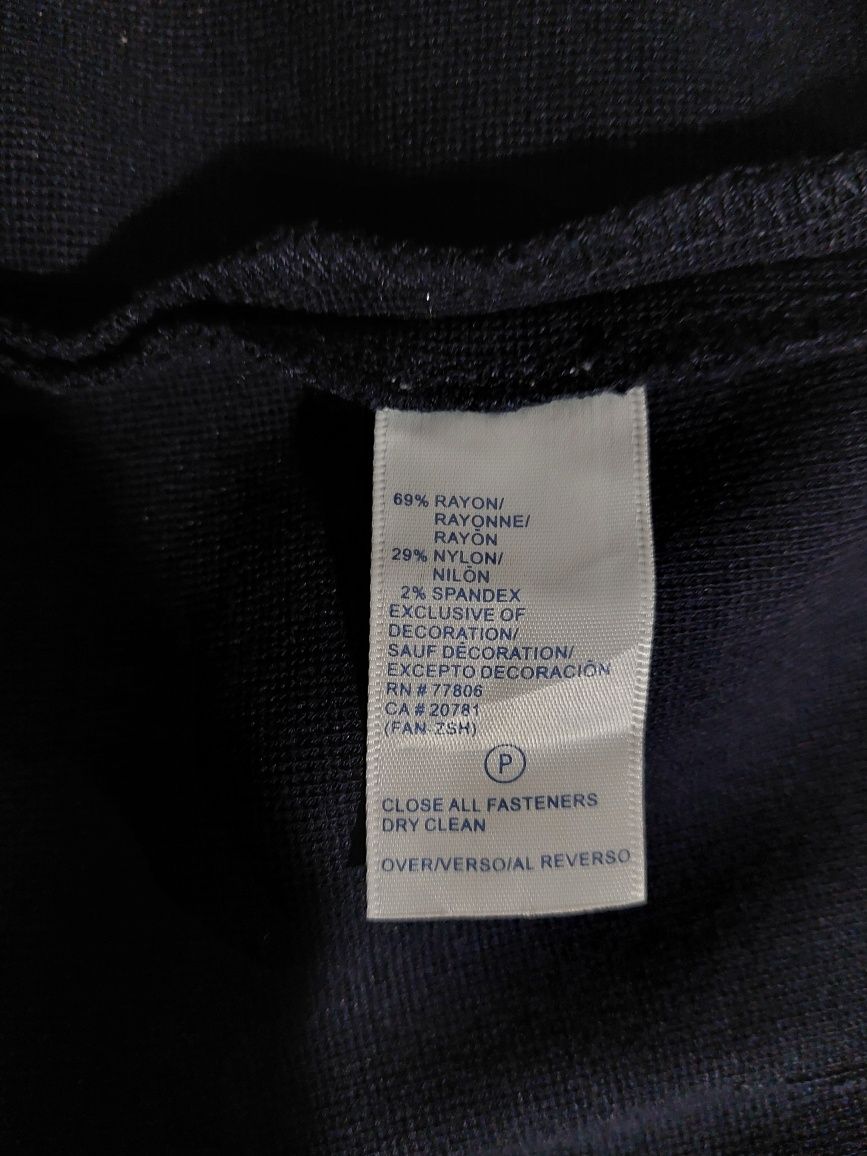 69% RAYON/
RAYONNE/
RAYÓN
29% NYLON/
NILÓN
2% SPANDEX
EXCLUSIVE OF
DECORATION/
SAUF DÉCORATION/
EXCEPTO DECORACIÓN
RN # 77806
CA # 20781
(FAN-ZSH)
P
CLOSE ALL FASTENERS
DRY CLEAN
OVER/VERSO/AL REVERSO